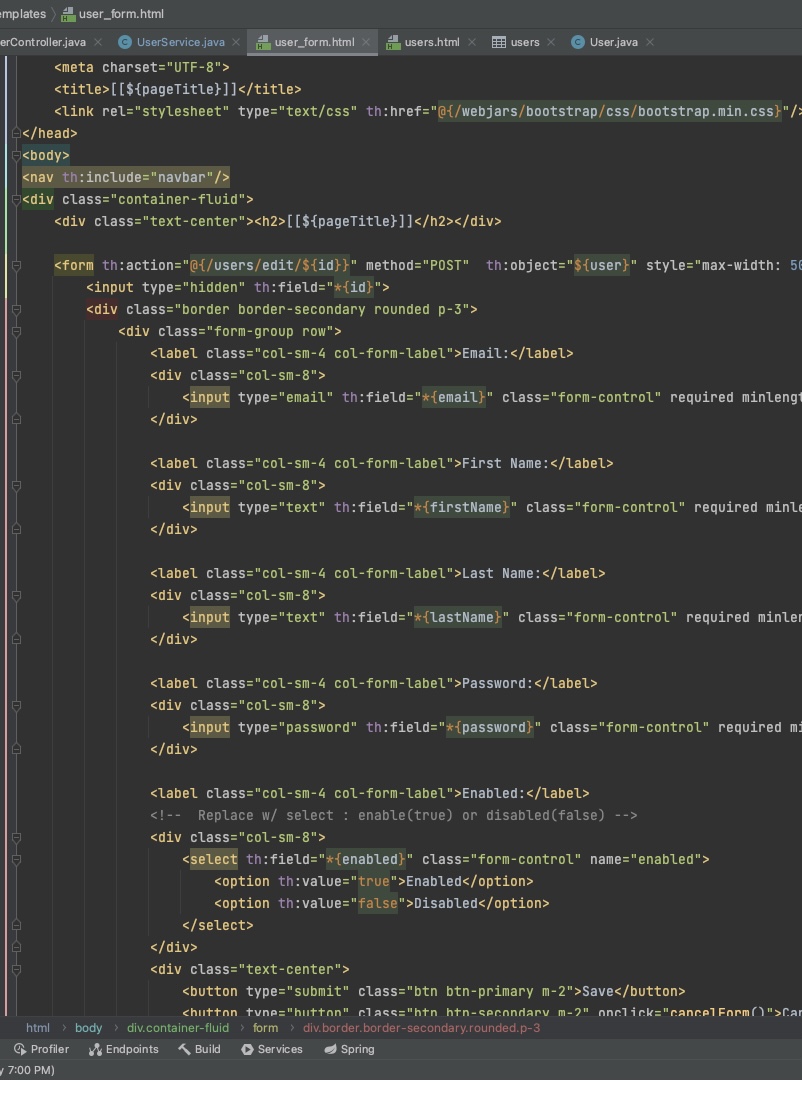 emplates user_form.html
erController.java UserService.java user_form.html users.html users User.java
<meta charset="UTF-8">
<title>[[${pageTitle}]]</title>
<link rel="stylesheet" type="text/css" th:href="@{/webjars/bootstrap/css/bootstrap.min.css}"/>
</head>
<body>
<nav th:include="navbar"/>
<div class="container-fluid">
<div class="text-center"><h2>[[${pageTitle}]]</h2></div>
<form th:action="@{/users/edit/${id}}" method="POST"  th:object="${user}" style="max-width: 50
<input type="hidden" th:field="*{id}">
<div class="border border-secondary rounded p-3">
<div class="form-group row">
<label class="col-sm-4 col-form-label">Email:</label>
<div class="col-sm-8">
<input type="email" th:field="*{email}" class="form-control" required minlengt
</div>
<label class="col-sm-4 col-form-label">First Name:</label>
<div class="col-sm-8">
<input type="text" th:field="*{firstName}" class="form-control" required minle
</div>
<label class="col-sm-4 col-form-label">Last Name:</label>
<div class="col-sm-8">
<input type="text" th:field="*{lastName}" class="form-control" required minlen
</div>
<label class="col-sm-4 col-form-label">Password:</label>
<div class="col-sm-8">
<input type="password" th:field="*{password}" class="form-control" required mi
</div>
<label class="col-sm-4 col-form-label">Enabled:</label>
<!--  Replace w/ select : enable(true) or disabled(false) -->
<div class="col-sm-8">
<select th:field="*{enabled}" class="form-control" name="enabled">
<option th:value="true">Enabled</option>
<option th:value="false">Disabled</option>
</select>
</div>
<div class="text-center">
<button type="submit" class="btn btn-primary m-2">Save</button>
<button type="button" class="btn btn-secondary m-2" onclick="cancelForm()">Can
html body div.container-fluid form div.border.border-secondary.rounded.p-3
Profiler Endpoints Build Services Spring
y 7:00 PM)